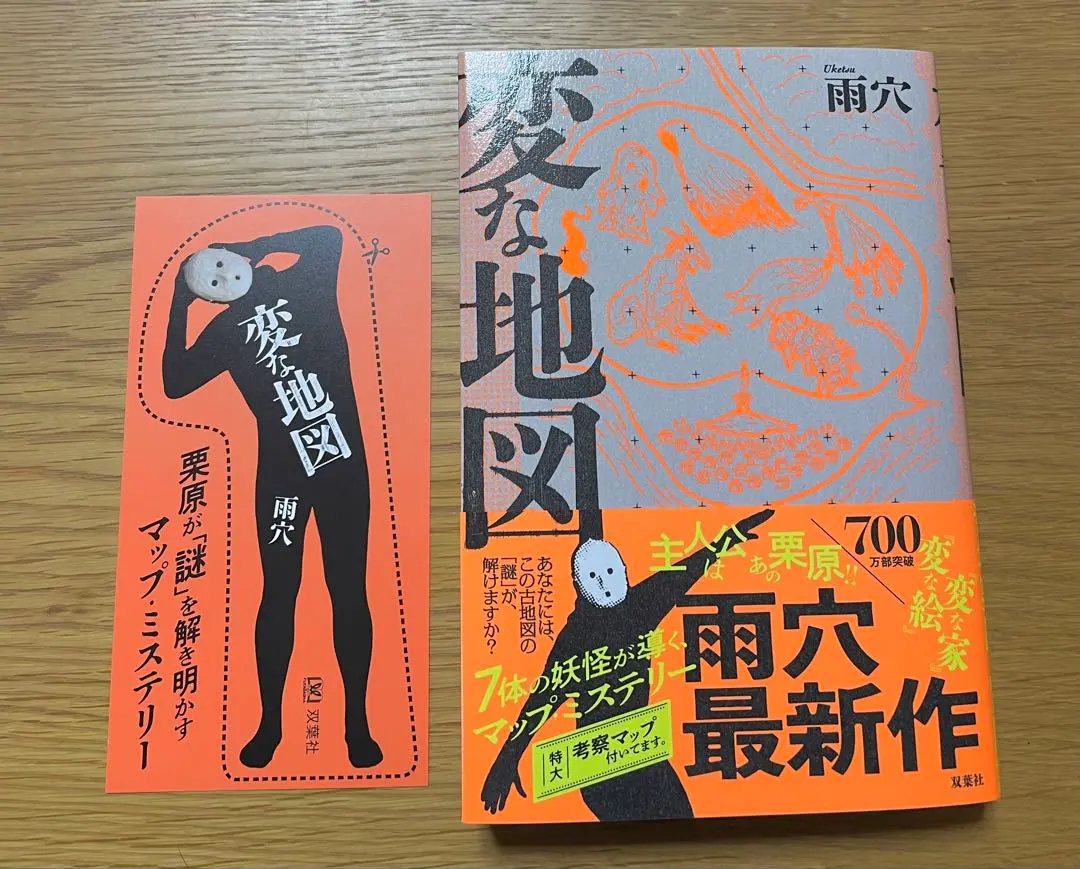 変な地図
雨穴
栗原が「謎」を解き明かす
マップ・ミステリー
双葉社
Uketsu
雨穴
変な地図
あなたには、
この古地図の
「謎」が、
解けますか？
主人公は
あの栗原!!
『変な家』
『変な絵』
700
万部突破
7体の妖怪が導く、
マップ・ミステリー
特大
考察マップ
付いてます。
雨穴
最新作
双葉社